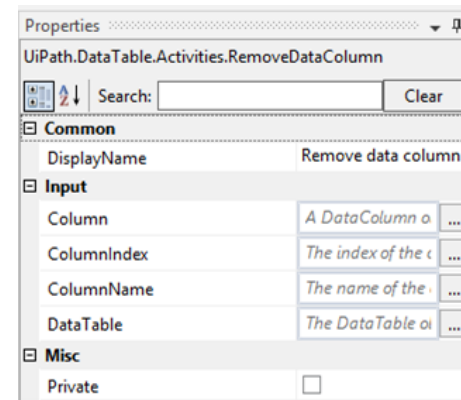 Properties
UiPath.DataTable.Activities.RemoveDataColumn
Search: Clear
Common
DisplayName Remove data column
Input
Column A DataColumn ...
ColumnIndex The index of the ...
ColumnName The name of the ...
DataTable The DataTable ...
Misc
Private